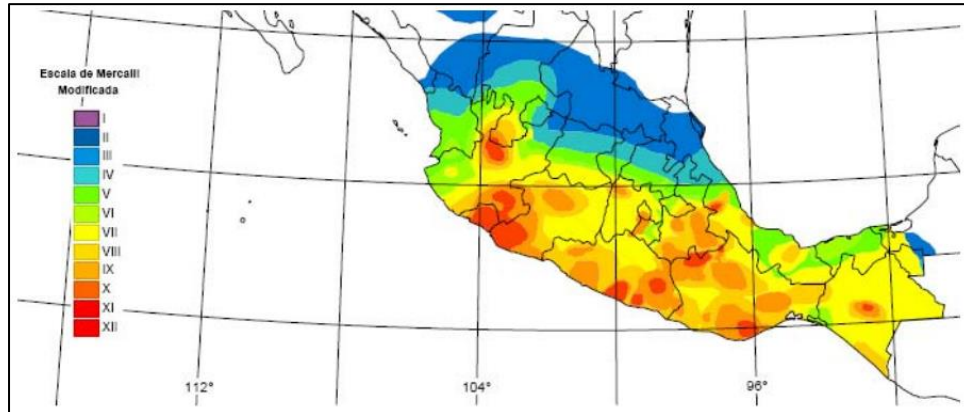 Escala de Mercalli
Modificada
I
II
III
IV
V
VI
VII
VIII
IX
X
XI
XII
112°
104°
96°